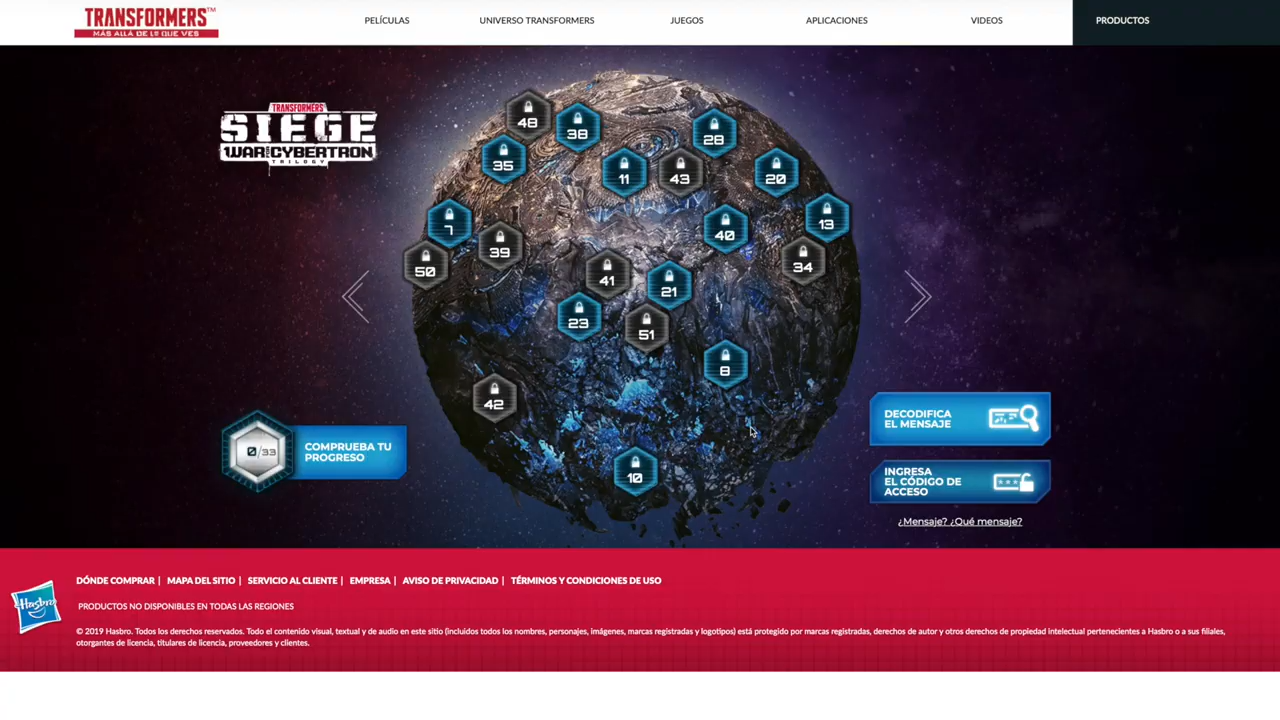 TRANSFORMERS™
MÁS ALLÁ DE LO QUE VES
PELÍCULAS
UNIVERSO TRANSFORMERS
JUEGOS
APLICACIONES
VIDEOS
PRODUCTOS
TRANSFORMERS
SIEGE
WAR FOR CYBERTRON
TRILOGY
48
38
28
35
11
43
20
7
13
40
39
34
50
41
21
23
51
8
42
10
0/33
COMPRUEBA TU
PROGRESO
DECODIFICA
EL MENSAJE
INGRESA
EL CÓDIGO DE
ACCESO
¿Mensaje? ¿Qué mensaje?
DÓNDE COMPRAR | MAPA DEL SITIO | SERVICIO AL CLIENTE | EMPRESA | AVISO DE PRIVACIDAD | TÉRMINOS Y CONDICIONES DE USO
Hasbro
PRODUCTOS NO DISPONIBLES EN TODAS LAS REGIONES
© 2019 Hasbro. Todos los derechos reservados. Todo el contenido visual, textual y de audio en este sitio (incluidos todos los nombres, personajes, imágenes, marcas registradas y logotipos) está protegido por marcas registradas, derechos de autor y otros derechos de propiedad intelectual pertenecientes a Hasbro o a sus filiales,
otorgantes de licencia, titulares de licencia, proveedores y clientes.